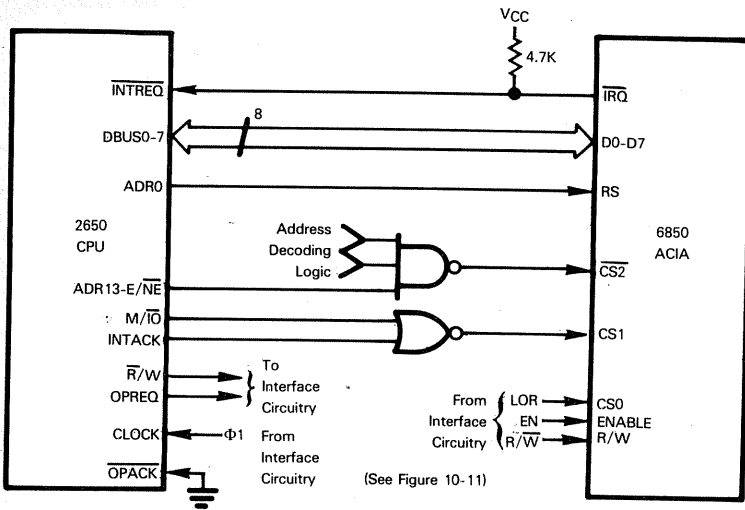 VCC
4.7K
INTREQ
IRQ
8
DBUS0-7
D0-D7
ADR0
RS
2650
CPU
6850
ACIA
Address
Decoding
Logic
CS2
ADR13-E/NE
M/IO
INTACK
CS1
R/W
OPREQ
To
Interface
Circuitry
From
Interface
Circuitry
LOR
EN
R/W
CS0
ENABLE
R/W
CLOCK
Φ1
From
Interface
Circuitry
OPACK
(See Figure 10-11)